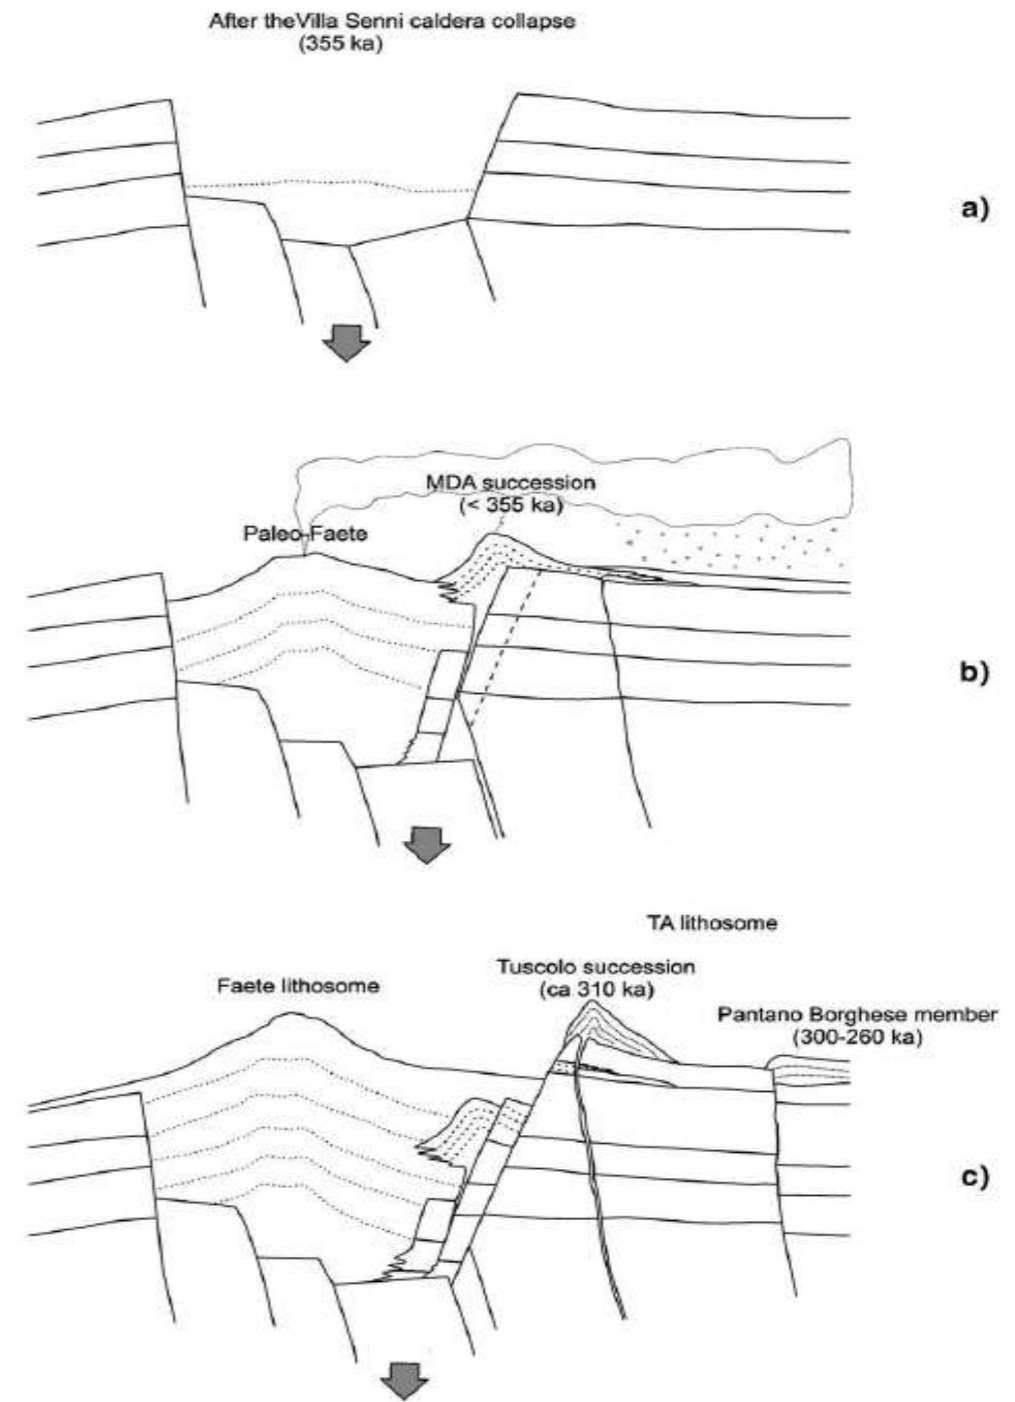 After theVilla Senni caldera collapse
(355 ka)
a)
MDA succession
(< 355 ka)
Paleo-Faete
b)
TA lithosome
Tuscolo succession
(ca 310 ka)
Faete lithosome
Pantano Borghese member
(300-260 ka)
c)